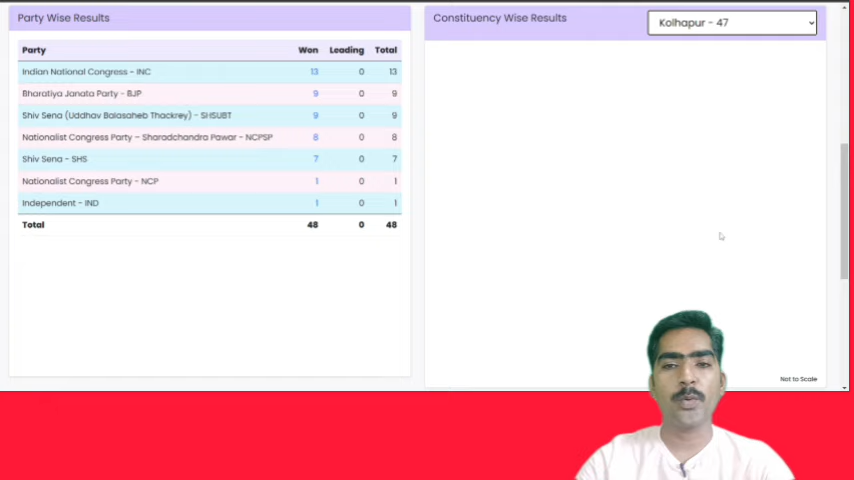 Party Wise Results
Party Won Leading Total
Indian National Congress - INC 13 0 13
Bharatiya Janata Party - BJP 9 0 9
Shiv Sena (Uddhav Balasaheb Thackrey) - SHSUBT 9 0 9
Nationalist Congress Party – Sharadchandra Pawar - NCPSP 8 0 8
Shiv Sena - SHS 7 0 7
Nationalist Congress Party - NCP 1 0 1
Independent - IND 1 0 1
Total 48 0 48
Constituency Wise Results
Kolhapur - 47
Not to Scale